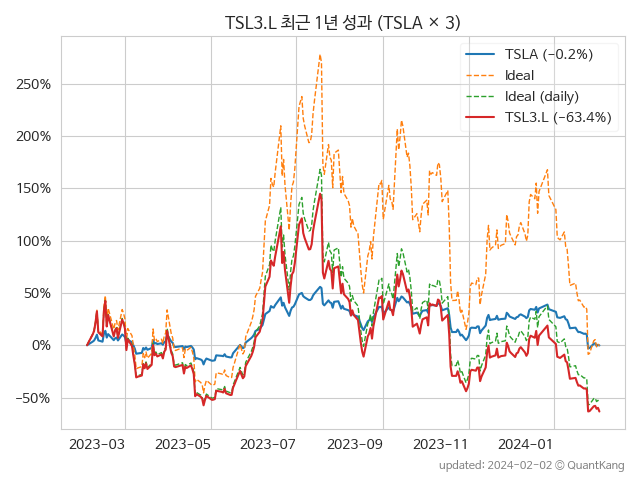 TSL3.L 최근 1년 성과 (TSLA × 3)
TSLA (−0.2%)
Ideal
Ideal (daily)
TSL3.L (−63.4%)
250%
200%
150%
100%
50%
0%
−50%
2023-03 2023-05 2023-07 2023-09 2023-11 2024-01
updated: 2024-02-02 © QuantKang